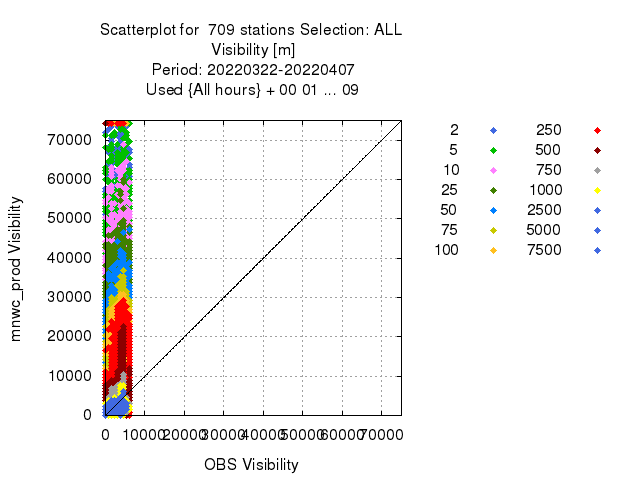 Scatterplot for 709 stations Selection: ALL
Visibility [m]
Period: 20220322-20220407
Used {All hours} + 00 01 ... 09
mnwc_prod Visibility
70000
60000
50000
40000
30000
20000
10000
0
0 10000 20000 30000 40000 50000 60000 70000
OBS Visibility
2 250
5 500
10 750
25 1000
50 2500
75 5000
100 7500